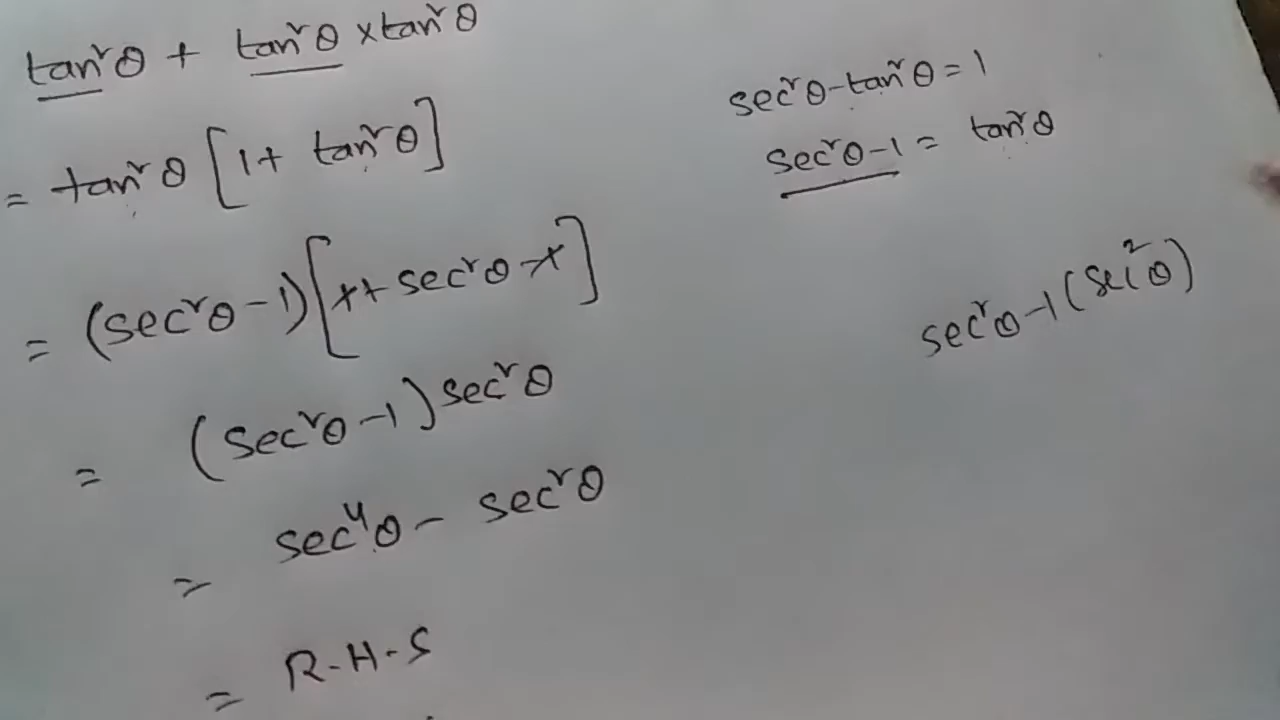 tan²θ + tan²θ × tan²θ
= tan²θ [1 + tan²θ]
= (sec²θ - 1) [1 + sec²θ - 1]
= (sec²θ - 1) sec²θ
= sec⁴θ - sec²θ
= R.H.S
sec²θ - tan²θ = 1
sec²θ - 1 = tan²θ
sec²θ - 1 (sec²θ)